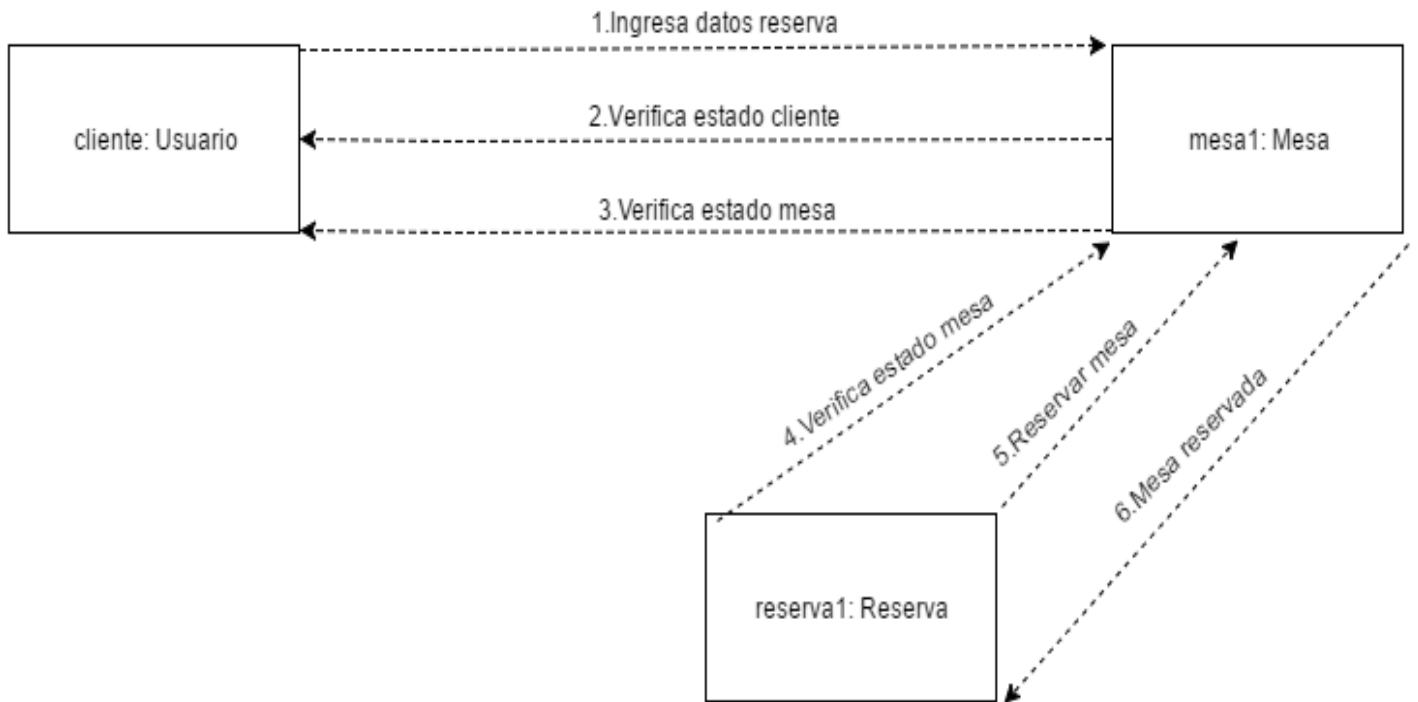 1.Ingresa datos reserva
cliente: Usuario
2.Verifica estado cliente
mesa1: Mesa
3.Verifica estado mesa
4.Verifica estado mesa
5.Reservar mesa
6.Mesa reservada
reserva1: Reserva